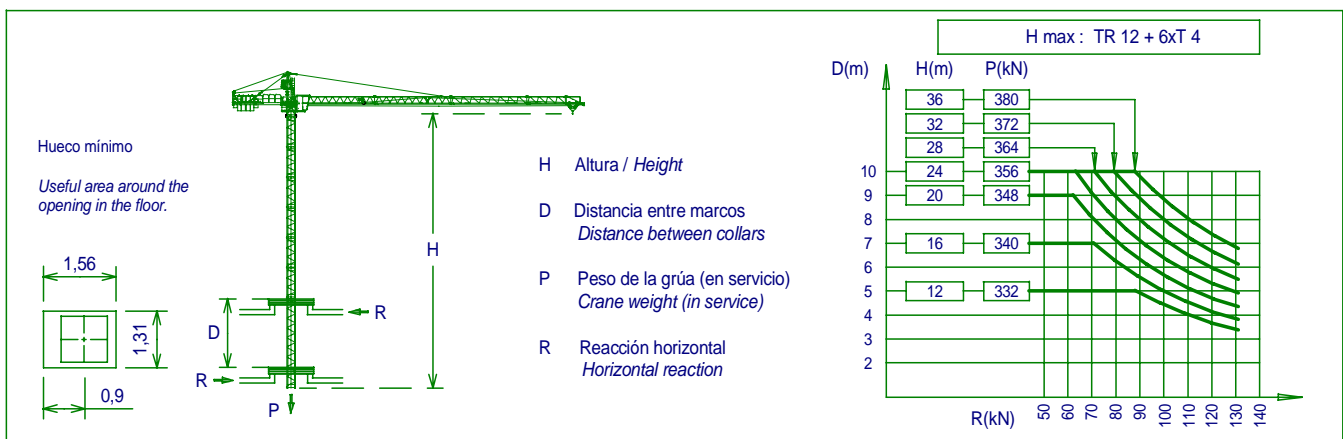 H max : TR 12 + 6xT 4
D(m) H(m) P(kN)
36 380
32 372
28 364
10 24 356
9 20 348
8
7 16 340
6
5 12 332
4
3
2
R(kN) 50 60 70 80 90 100 110 120 130 140
Hueco mínimo
Useful area around the
opening in the floor.
1,56
1,31
0,9
H
D
R
R
P
H Altura / Height
D Distancia entre marcos
Distance between collars
P Peso de la grúa (en servicio)
Crane weight (in service)
R Reacción horizontal
Horizontal reaction